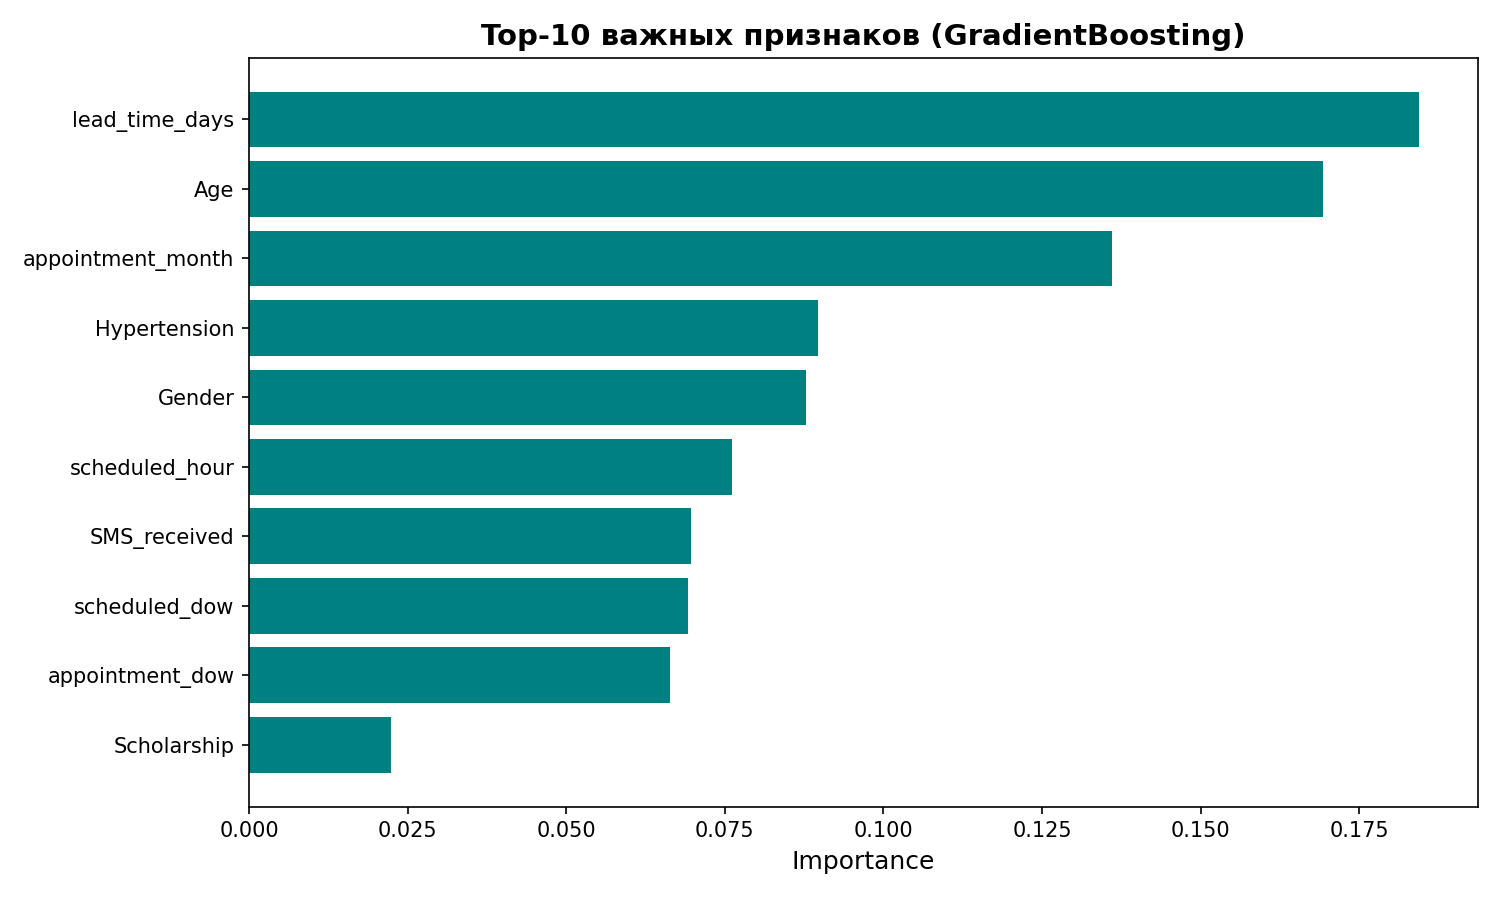 Top-10 важных признаков (GradientBoosting)
lead_time_days
Age
appointment_month
Hypertension
Gender
scheduled_hour
SMS_received
scheduled_dow
appointment_dow
Scholarship
0.000 0.025 0.050 0.075 0.100 0.125 0.150 0.175
Importance